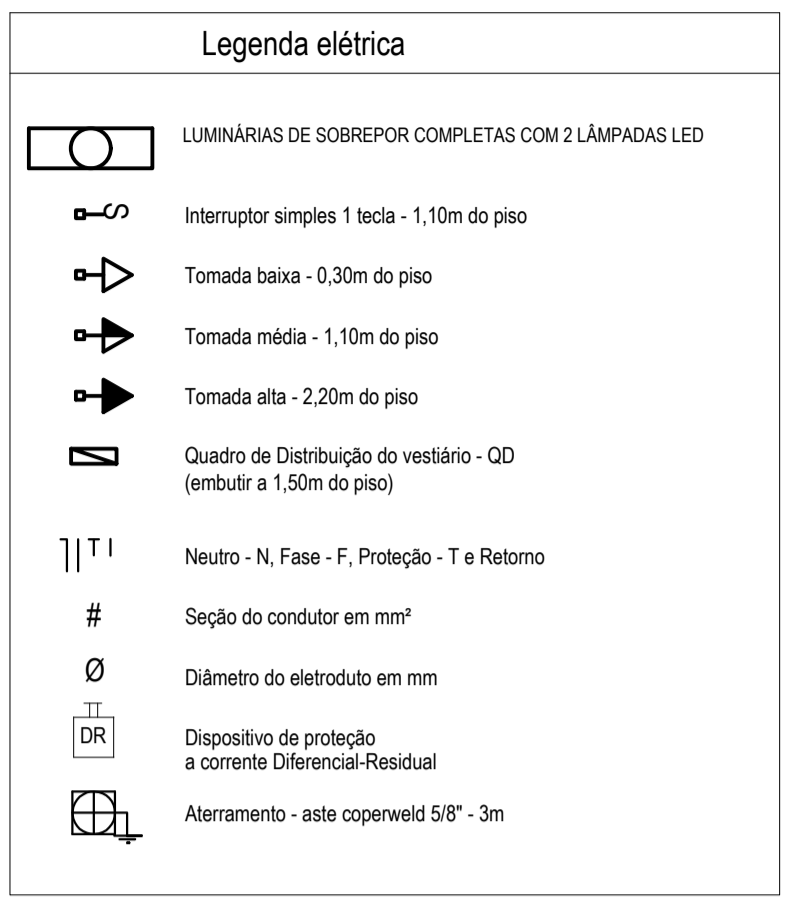 Legenda elétrica
LUMINÁRIAS DE SOBREPOR COMPLETAS COM 2 LÂMPADAS LED
S
Interruptor simples 1 tecla - 1,10m do piso
Tomada baixa - 0,30m do piso
Tomada média - 1,10m do piso
Tomada alta - 2,20m do piso
Quadro de Distribuição do vestiário - QD
(embutir a 1,50m do piso)
T
Neutro - N, Fase - F, Proteção - T e Retorno
#
Seção do condutor em mm²
Ø
Diâmetro do eletroduto em mm
DR
Dispositivo de proteção
a corrente Diferencial-Residual
Aterramento - aste coperweld 5/8" - 3m